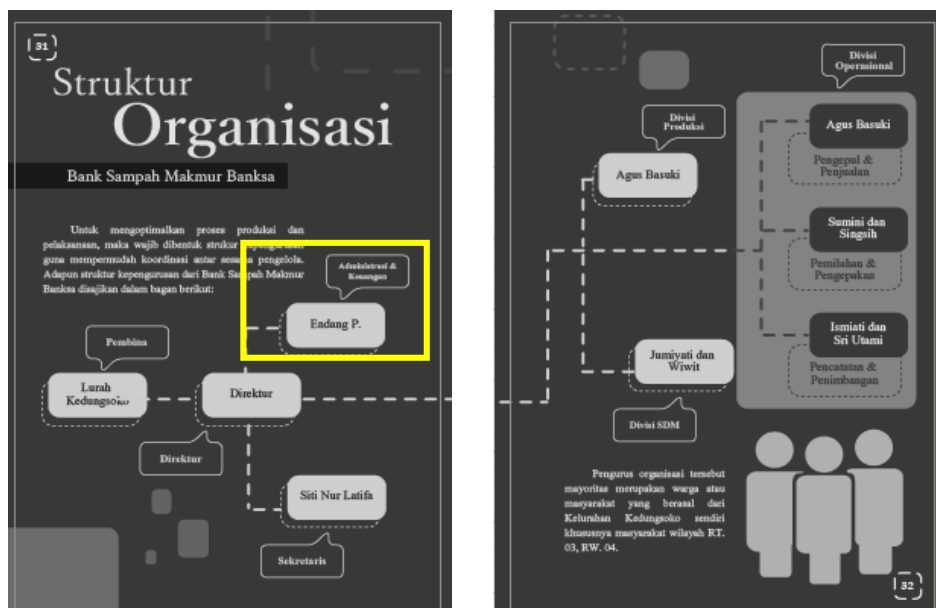 31
Struktur
Organisasi
Bank Sampah Makmur Banksa
Untuk mengoptimalkan proses produksi dan
pelaksanaan, maka wajib dibentuk strukur
guna mempermudah koordinasi antar sesama pengelola.
Adapun struktur kepengurusan dari Bank Sampah Makmur
Banksa disajikan dalam bagan berikut:
Administrasi &
Keuangan
Endang P.
Pembina
Lurah
Direktur
Direktur
Siti Nur Latifa
Sekretaris
Divisi
Operasional
Divisi
Produksi
Agus Basuki
Agus Basuki
Pengepul &
Penjualan
Sumini dan
Singsih
Pemilahan &
Pengepakan
Ismiati dan
Sri Utami
Pencatatan &
Penimbangan
Jumiyati dan
Wiwit
Divisi SDM
Pengurus organisasi tersebut
mayoritas merupakan warga atau
masyarakat yang berasal dari
Kelurahan Kedungsoko sendiri
khususnya masyarakat wilayah RT.
03, RW. 04.
32